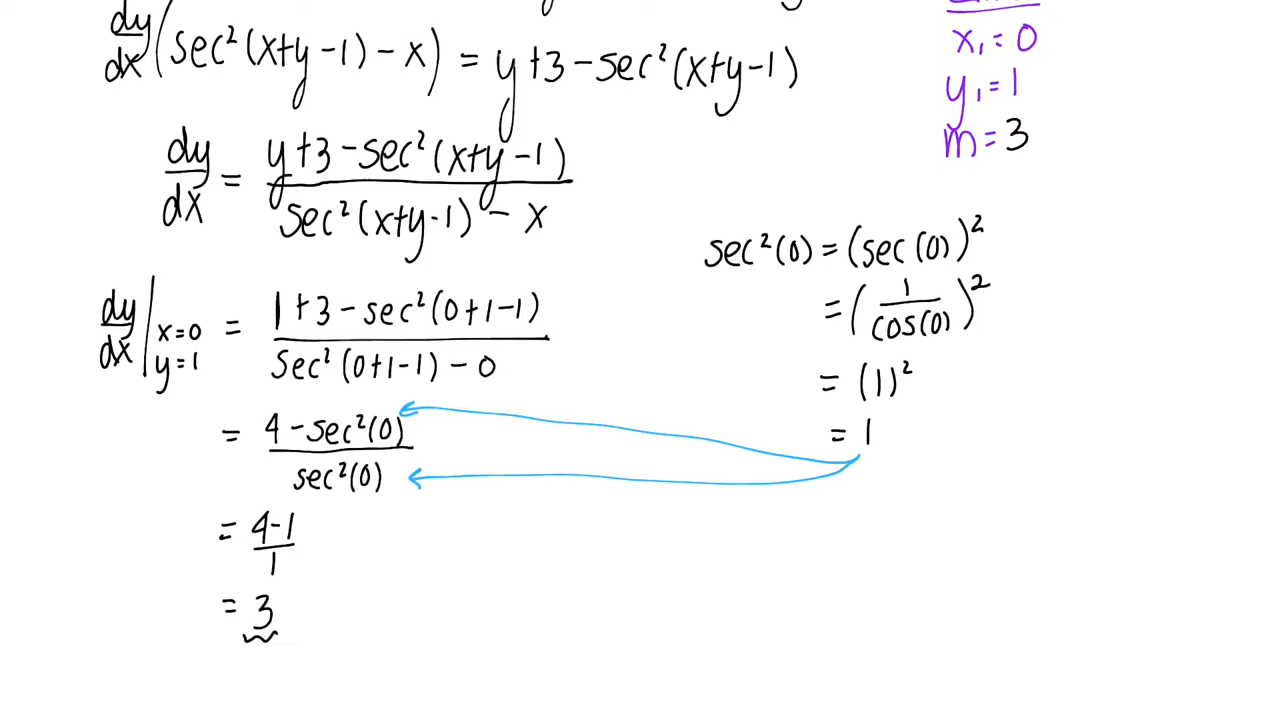 dy/dx (sec²(x+y-1) - x) = y+3-sec²(x+y-1)
x₁ = 0
y₁ = 1
m = 3
dy/dx = (y+3-sec²(x+y-1)) / (sec²(x+y-1) - x)
dy/dx | x=0 y=1 = (1+3-sec²(0+1-1)) / (sec²(0+1-1) - 0)
= (4-sec²(0)) / (sec²(0))
= (4-1) / 1
= 3
sec²(0) = (sec(0))²
= (1/cos(0))²
= (1)²
= 1